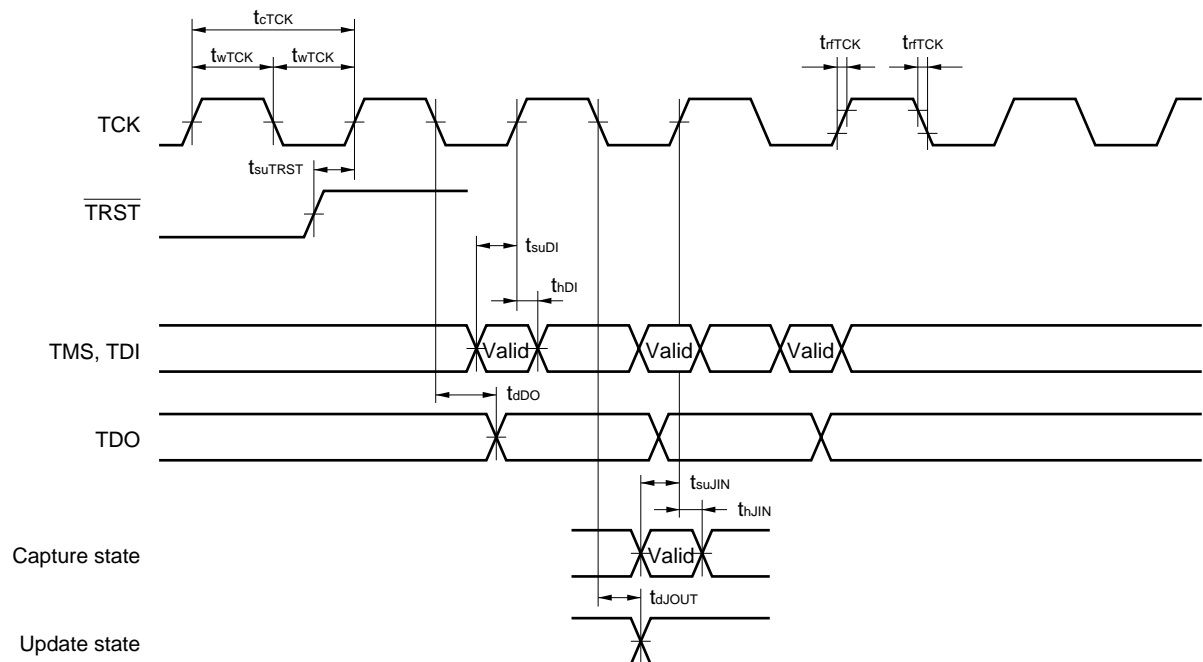 tcTCK
twTCK twTCK trfTCK trfTCK
TCK
tsuTRST
TRST
tsuDI
thDI
TMS, TDI Valid Valid Valid
tdDO
TDO
tsuJIN
thJIN
Capture state Valid
tdJOUT
Update state